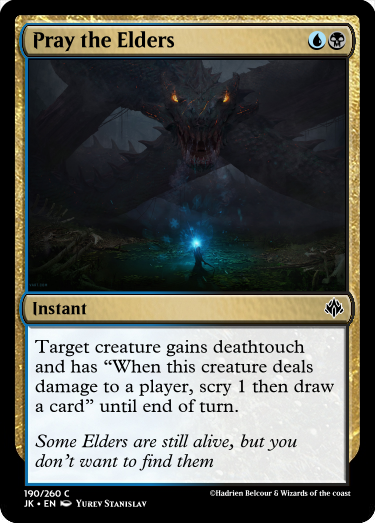 Pray the Elders
Instant
Target creature gains deathtouch
and has “When this creature deals
damage to a player, scry 1 then draw
a card” until end of turn.
Some Elders are still alive, but you
don’t want to find them
190/260 C
JK • EN YUREV STANISLAV
©Hadrien Belcour & Wizards of the coast